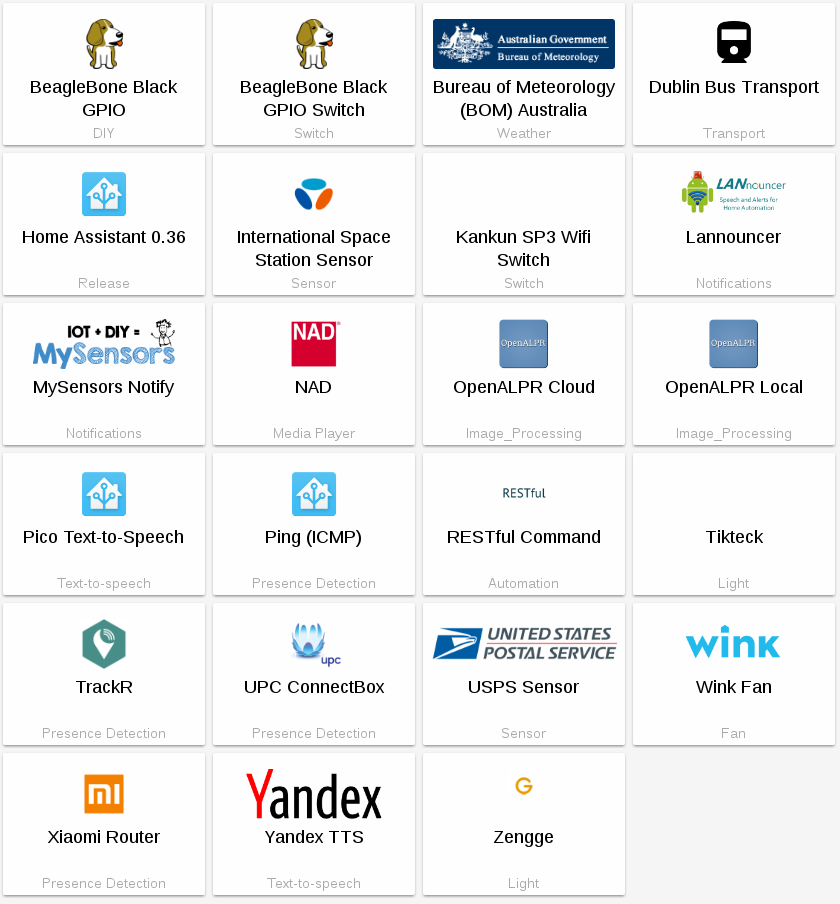 BeagleBone Black
GPIO
DIY
BeagleBone Black
GPIO Switch
Switch
Australian Government
Bureau of Meteorology
Bureau of Meteorology
(BOM) Australia
Weather
Dublin Bus Transport
Transport
Home Assistant 0.36
Release
International Space
Station Sensor
Sensor
Kankun SP3 Wifi
Switch
Switch
LANnouncer
Speech and Alerts for
Home Automation
Lannouncer
Notifications
IOT + DIY =
MySensors
MySensors Notify
Notifications
NAD®
NAD
Media Player
OpenALPR
OpenALPR Cloud
Image_Processing
OpenALPR
OpenALPR Local
Image_Processing
Pico Text-to-Speech
Text-to-speech
Ping (ICMP)
Presence Detection
RESTful
RESTful Command
Automation
Tikteck
Light
TrackR
Presence Detection
upc
UPC ConnectBox
Presence Detection
UNITED STATES
POSTAL SERVICE
USPS Sensor
Sensor
wink
Wink Fan
Fan
mi
Xiaomi Router
Presence Detection
Yandex
Yandex TTS
Text-to-speech
G
Zengge
Light